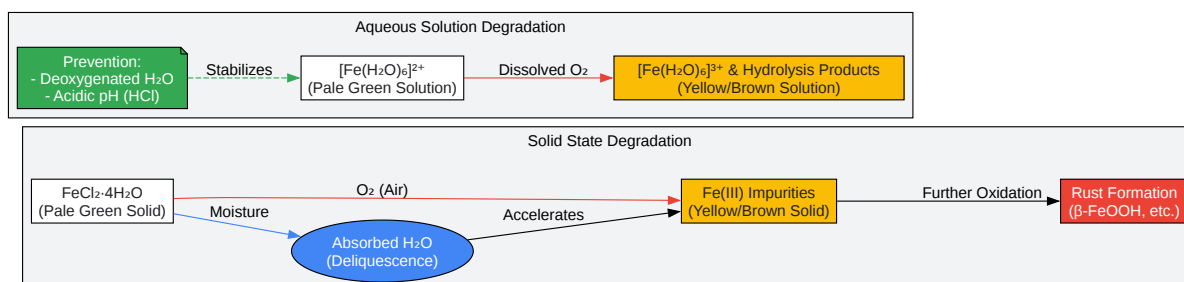 Aqueous Solution Degradation
Prevention:
- Deoxygenated H₂O
- Acidic pH (HCl)
Stabilizes
[Fe(H₂O)₆]²⁺
(Pale Green Solution)
Dissolved O₂
[Fe(H₂O)₆]³⁺ & Hydrolysis Products
(Yellow/Brown Solution)
Solid State Degradation
FeCl₂·4H₂O
(Pale Green Solid)
O₂ (Air)
Moisture
Absorbed H₂O
(Deliquescence)
Accelerates
Fe(III) Impurities
(Yellow/Brown Solid)
Further Oxidation
Rust Formation
(β-FeOOH, etc.)